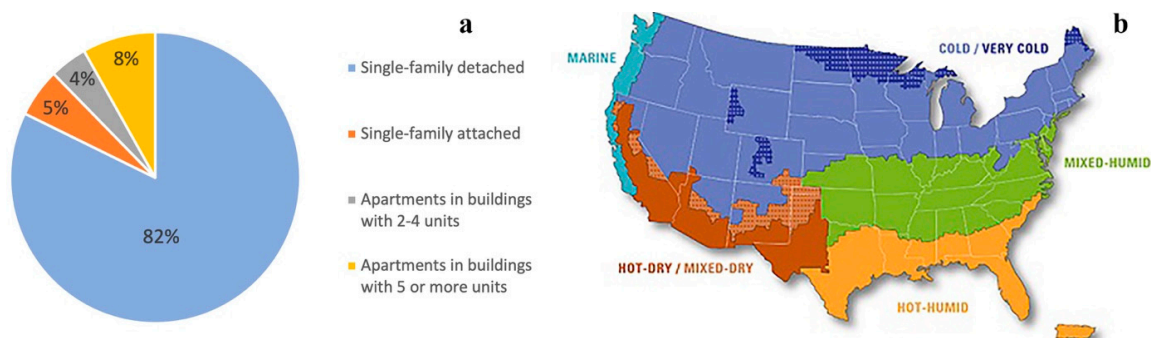 a
82%
5%
4%
8%
Single-family detached
Single-family attached
Apartments in buildings
with 2-4 units
Apartments in buildings
with 5 or more units
b
MARINE
COLD / VERY COLD
MIXED-HUMID
HOT-DRY / MIXED-DRY
HOT-HUMID